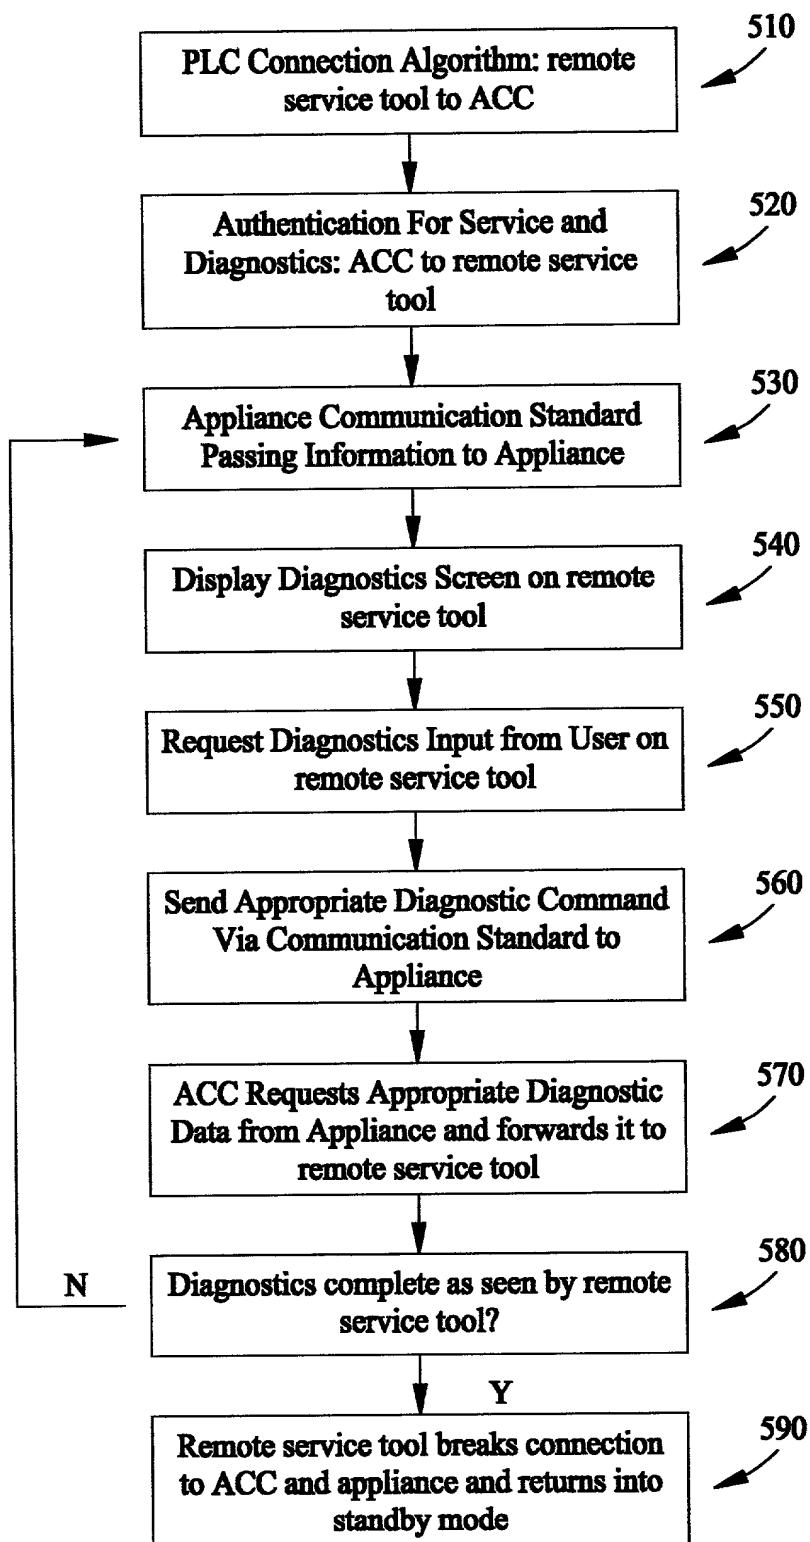 510
PLC Connection Algorithm: remote
service tool to ACC
520
Authentication For Service and
Diagnostics: ACC to remote service
tool
530
Appliance Communication Standard
Passing Information to Appliance
540
Display Diagnostics Screen on remote
service tool
550
Request Diagnostics Input from User on
remote service tool
560
Send Appropriate Diagnostic Command
Via Communication Standard to
Appliance
570
ACC Requests Appropriate Diagnostic
Data from Appliance and forwards it to
remote service tool
580
N
Diagnostics complete as seen by remote
service tool?
Y
590
Remote service tool breaks connection
to ACC and appliance and returns into
standby mode